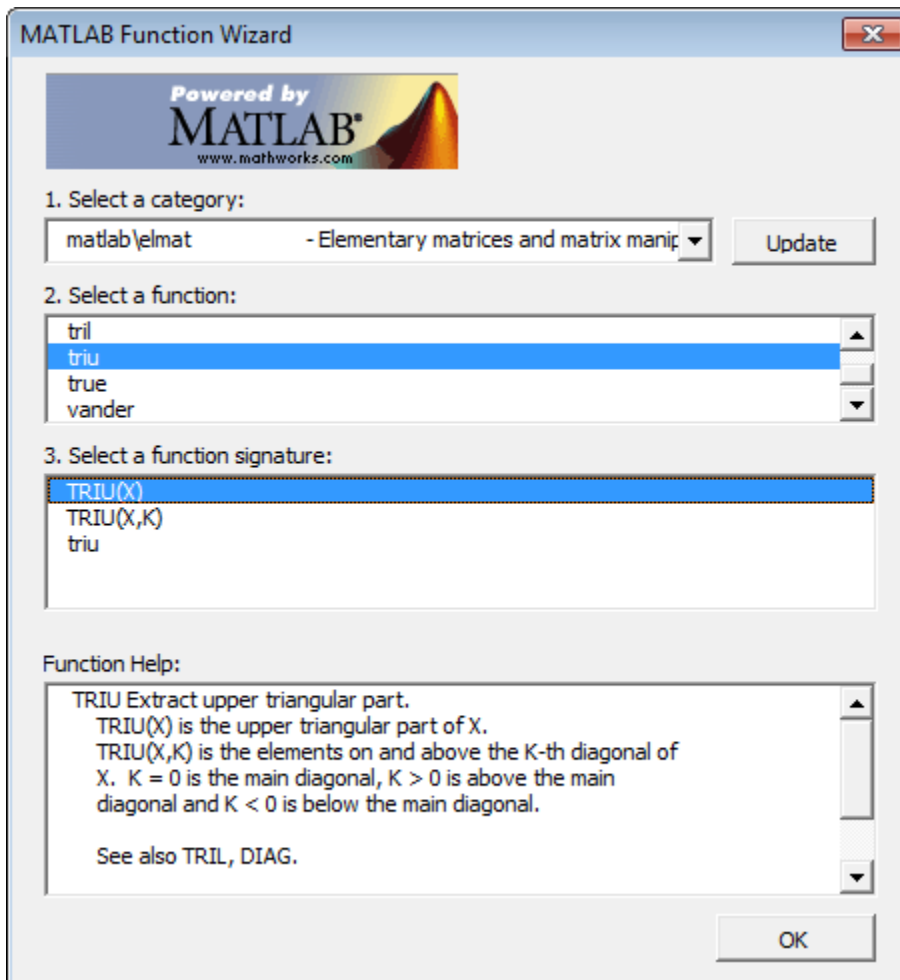 MATLAB Function Wizard
Powered by
MATLAB®
www.mathworks.com
1. Select a category:
matlab\elmat - Elementary matrices and matrix manip
Update
2. Select a function:
tril
triu
true
vander
3. Select a function signature:
TRIU(X)
TRIU(X,K)
triu
Function Help:
TRIU Extract upper triangular part.
TRIU(X) is the upper triangular part of X.
TRIU(X,K) is the elements on and above the K-th diagonal of
X. K = 0 is the main diagonal, K > 0 is above the main
diagonal and K < 0 is below the main diagonal.
See also TRIL, DIAG.
OK